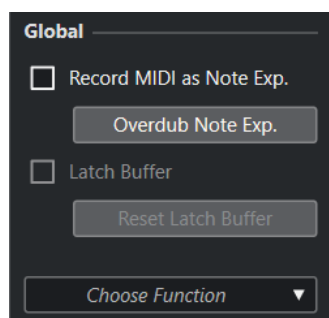 Global
Record MIDI as Note Exp.
Overdub Note Exp.
Latch Buffer
Reset Latch Buffer
Choose Function